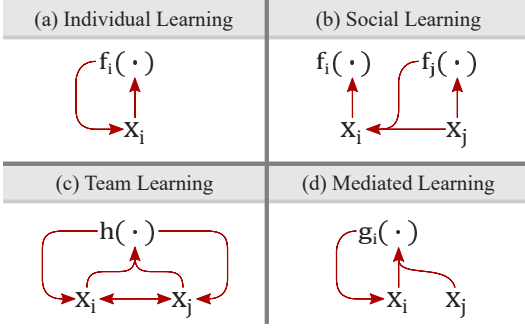 (a) Individual Learning
fᵢ(·)
xᵢ
(b) Social Learning
fᵢ(·) fⱼ(·)
xᵢ xⱼ
(c) Team Learning
h(·)
xᵢ xⱼ
(d) Mediated Learning
gᵢ(·)
xᵢ xⱼ